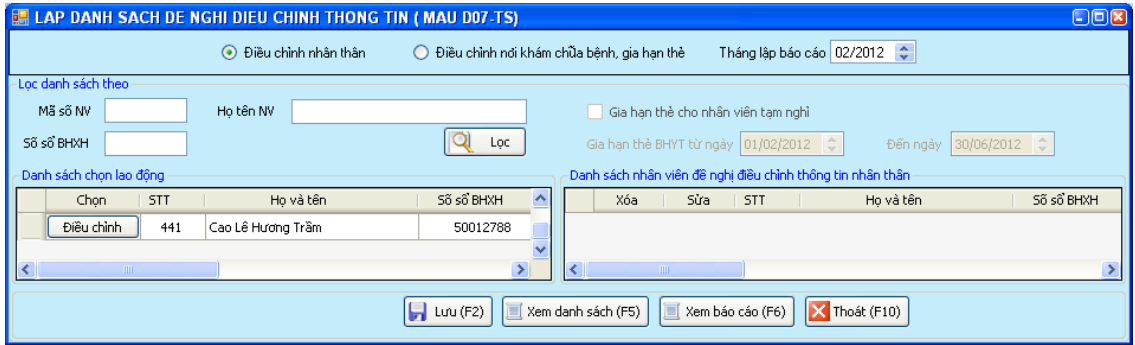 LAP DANH SACH DE NGHI DIEU CHINH THONG TIN ( MAU D07-TS)
Điều chỉnh nhân thân Điều chỉnh nơi khám chữa bệnh, gia hạn thẻ Tháng lập báo cáo 02/2012
Lọc danh sách theo
Mã số NV Họ tên NV Gia hạn thẻ cho nhân viên tạm nghỉ
Số sổ BHXH Lọc Gia hạn thẻ BHYT từ ngày 01/02/2012 Đến ngày 30/06/2012
Danh sách chọn lao động Danh sách nhân viên đề nghị điều chỉnh thông tin nhân thân
Chọn STT Họ và tên Số sổ BHXH Xóa Sửa STT Họ và tên Số sổ BHXH
Điều chỉnh 441 Cao Lê Hương Trầm 50012788
Lưu (F2) Xem danh sách (F5) Xem báo cáo (F6) Thoát (F10)